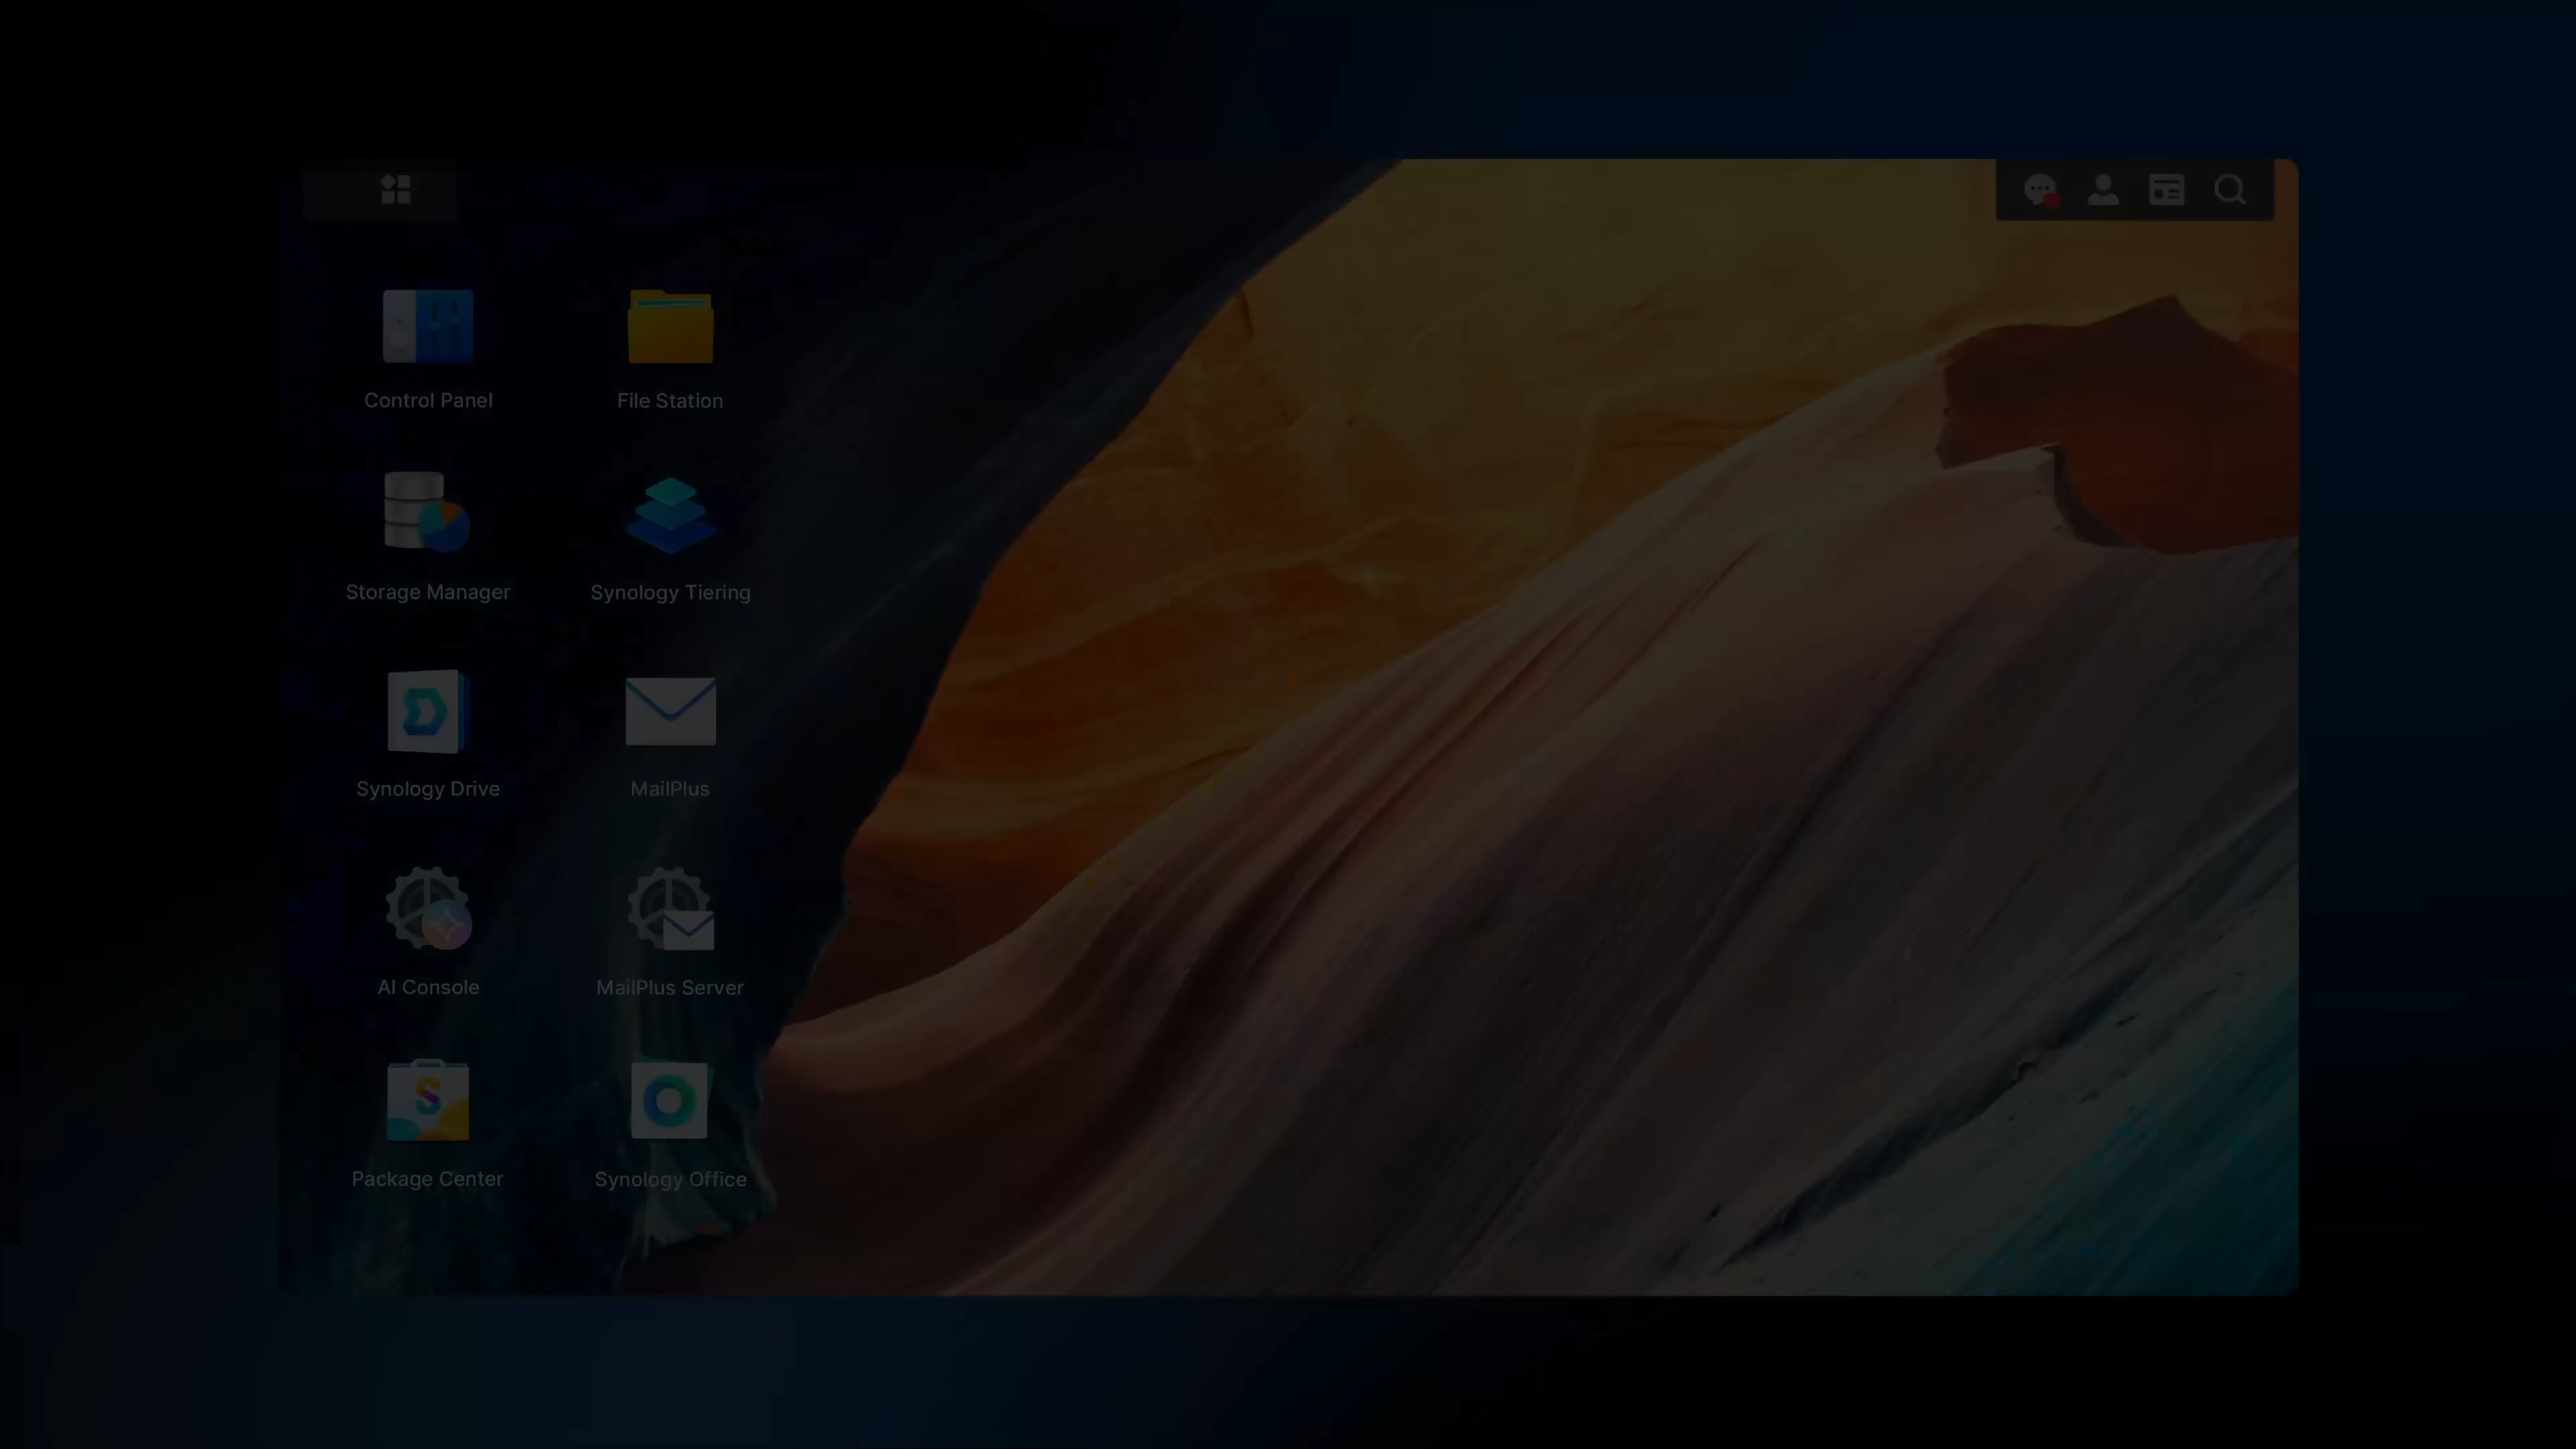 Control Panel
File Station
Storage Manager
Synology Tiering
Synology Drive
MailPlus
AI Console
MailPlus Server
Package Center
Synology Office